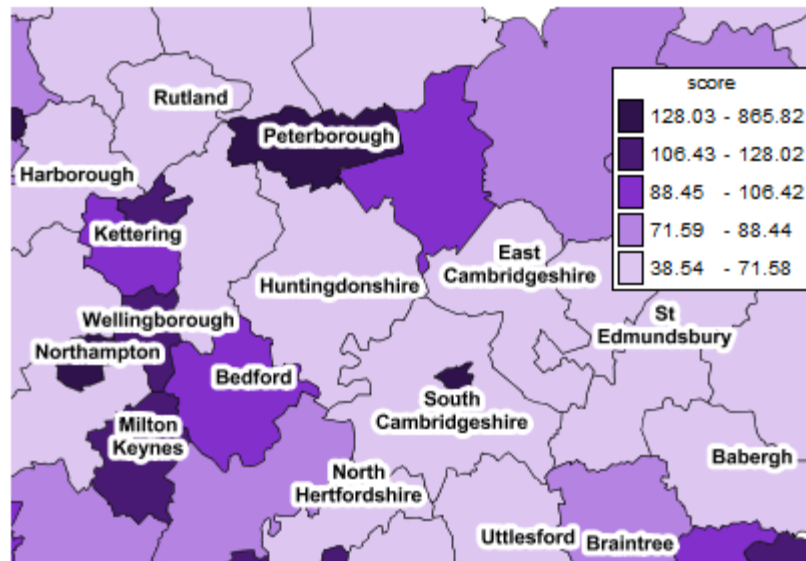 Rutland
Peterborough
Harborough
Kettering
East
Cambridgeshire
Huntingdonshire
Wellingborough
Northampton
St
Edmundsbury
Bedford
South
Cambridgeshire
Milton
Keynes
Babergh
North
Hertfordshire
Uttlesford
Braintree
score
128.03 - 865.82
106.43 - 128.02
88.45 - 106.42
71.59 - 88.44
38.54 - 71.58